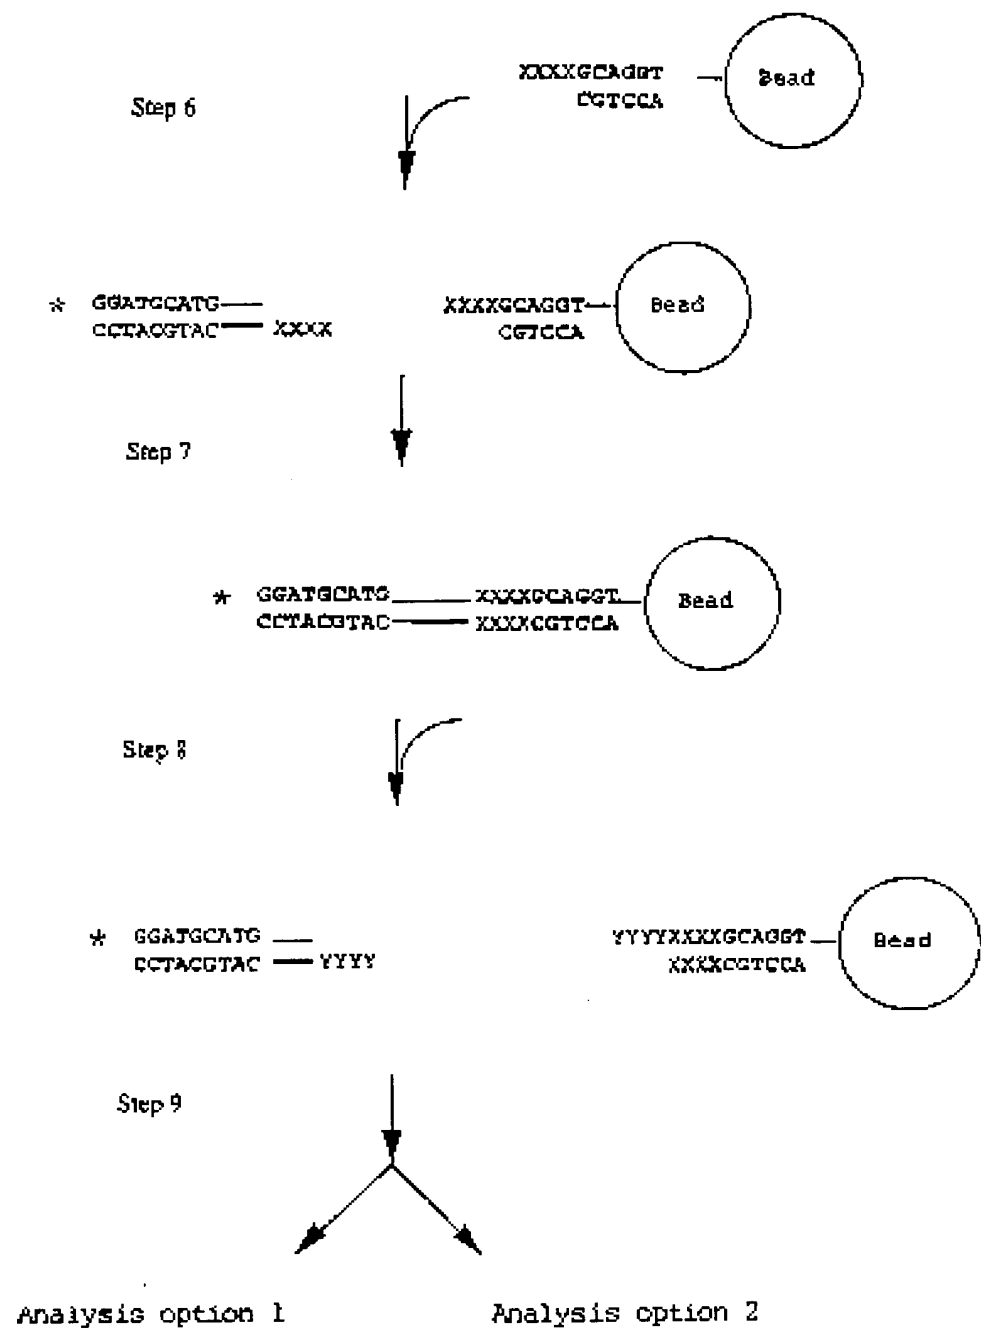 XXXXGCAGGT
Bead
CGTCCA
Step 6
* GGATGCATG XXXXGCAGGT Bead
CCTACGTAC XXXX CGTCCA
Step 7
* GGATGCATG XXXXGCAGGT Bead
CCTACGTAC XXXXCGTCCA
Step 8
* GGATGCATG YYYYXXXXGCAGGT Bead
CCTACGTAC YYYY XXXXCGTCCA
Step 9
Analysis option 1 Analysis option 2